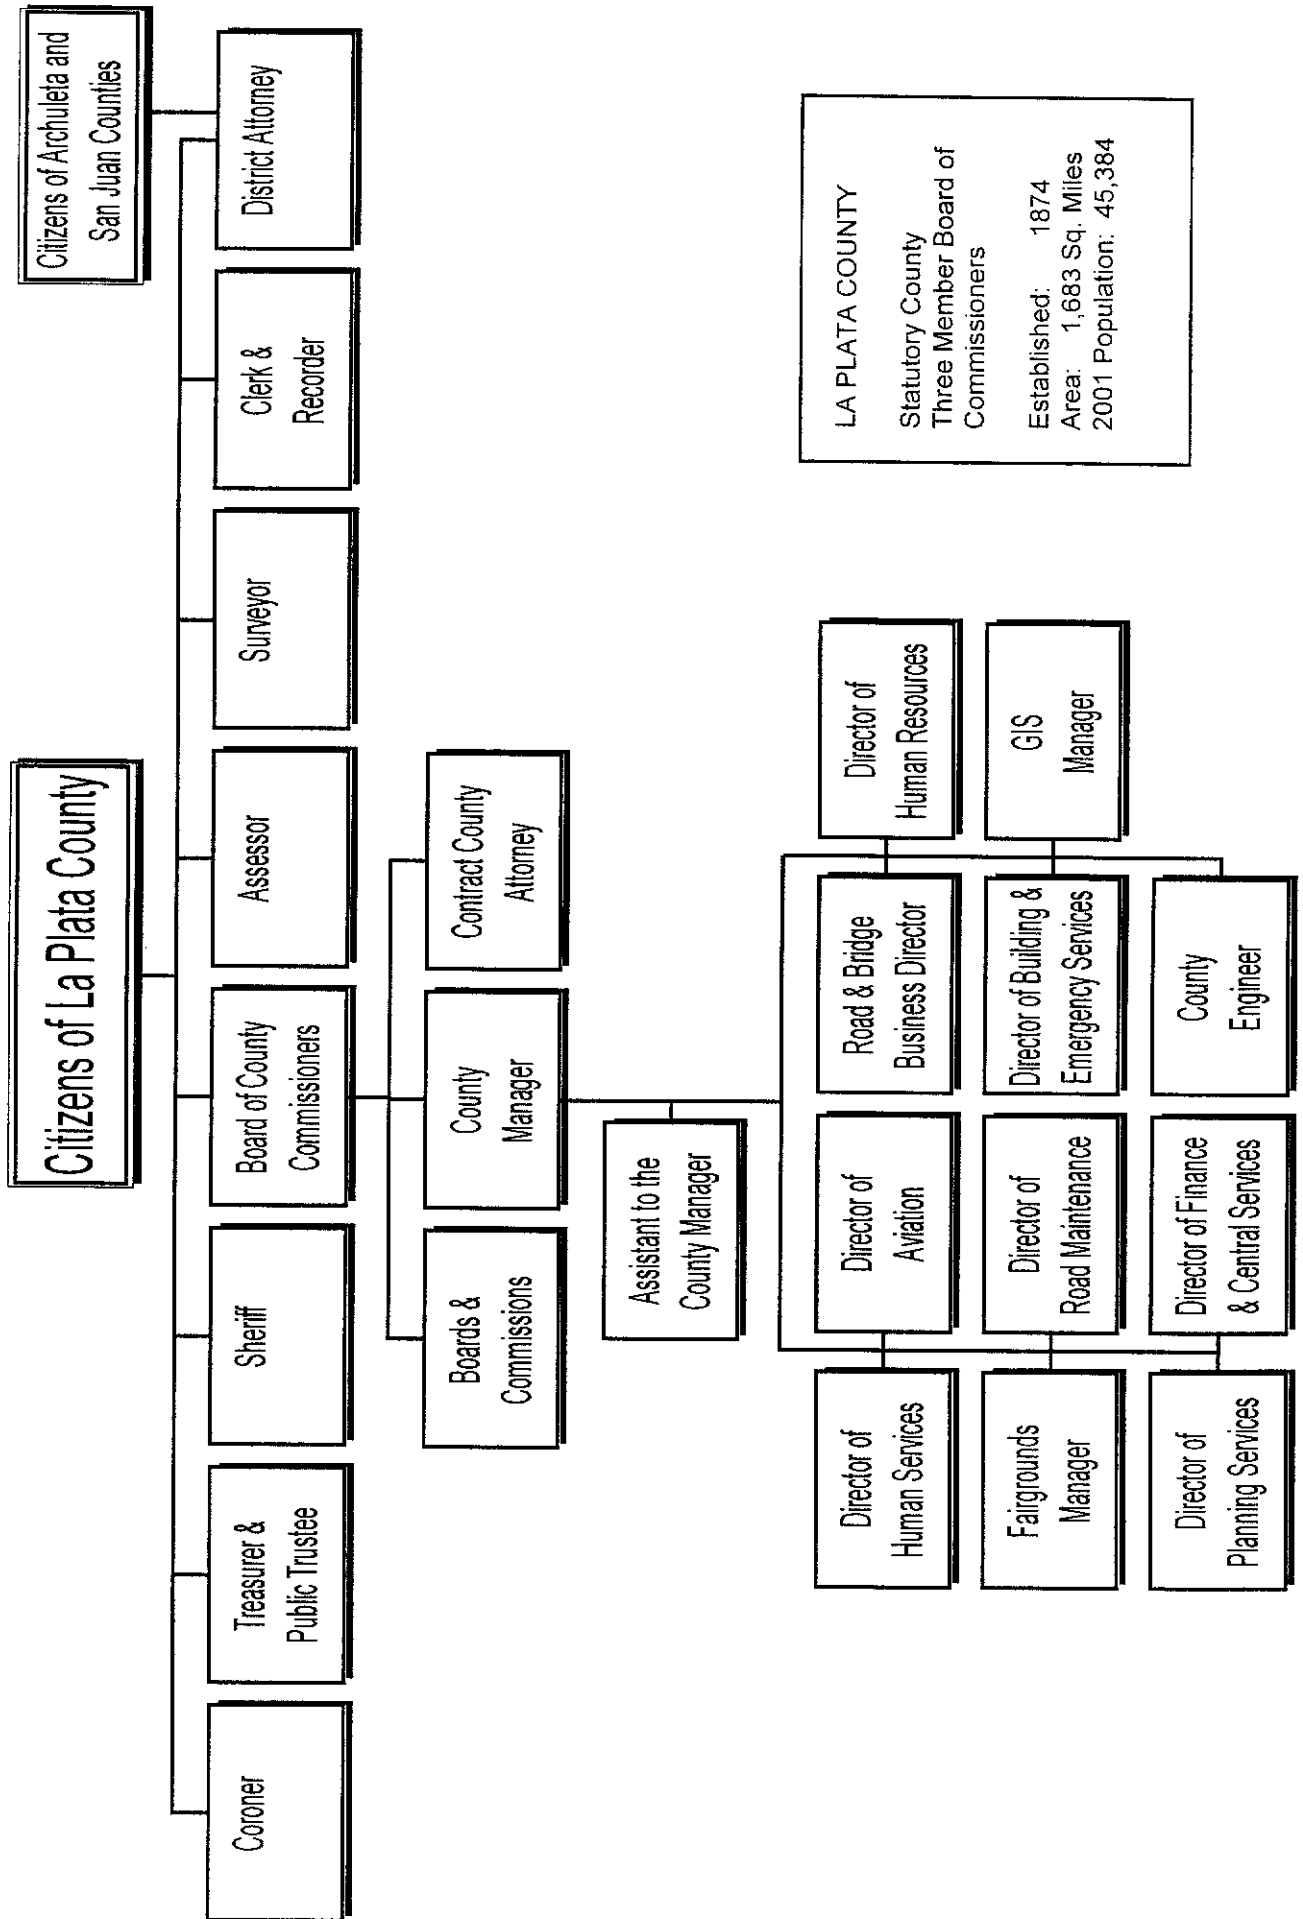 Citizens of La Plata County
Citizens of Archuleta and
San Juan Counties
Coroner
Treasurer &
Public Trustee
Sheriff
Board of County
Commissioners
Assessor
Surveyor
Clerk &
Recorder
District Attorney
Boards &
Commissions
County
Manager
Contract County
Attorney
Assistant to the
County Manager
Director of
Human Services
Director of
Aviation
Road & Bridge
Business Director
Director of
Human Resources
Fairgrounds
Manager
Director of
Road Maintenance
Director of Building &
Emergency Services
GIS
Manager
Director of
Planning Services
Director of Finance
& Central Services
County
Engineer
LA PLATA COUNTY
Statutory County
Three Member Board of
Commissioners
Established: 1874
Area: 1,683 Sq. Miles
2001 Population: 45,384